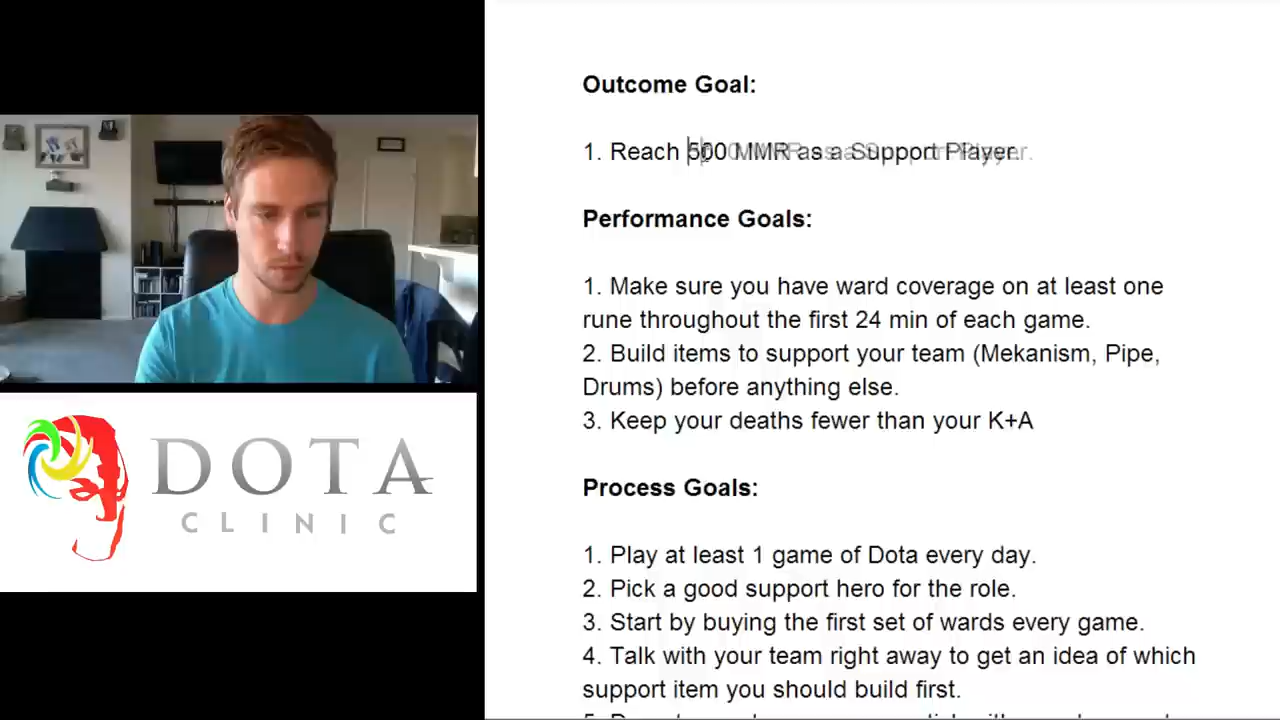 Outcome Goal:
1. Reach MMR as a Support Player.
Performance Goals:
1. Make sure you have ward coverage on at least one
rune throughout the first 24 min of each game.
2. Build items to support your team (Mekanism, Pipe,
Drums) before anything else.
3. Keep your deaths fewer than your K+A
Process Goals:
1. Play at least 1 game of Dota every day.
2. Pick a good support hero for the role.
3. Start by buying the first set of wards every game.
4. Talk with your team right away to get an idea of which
support item you should build first.
DOTA
CLINIC